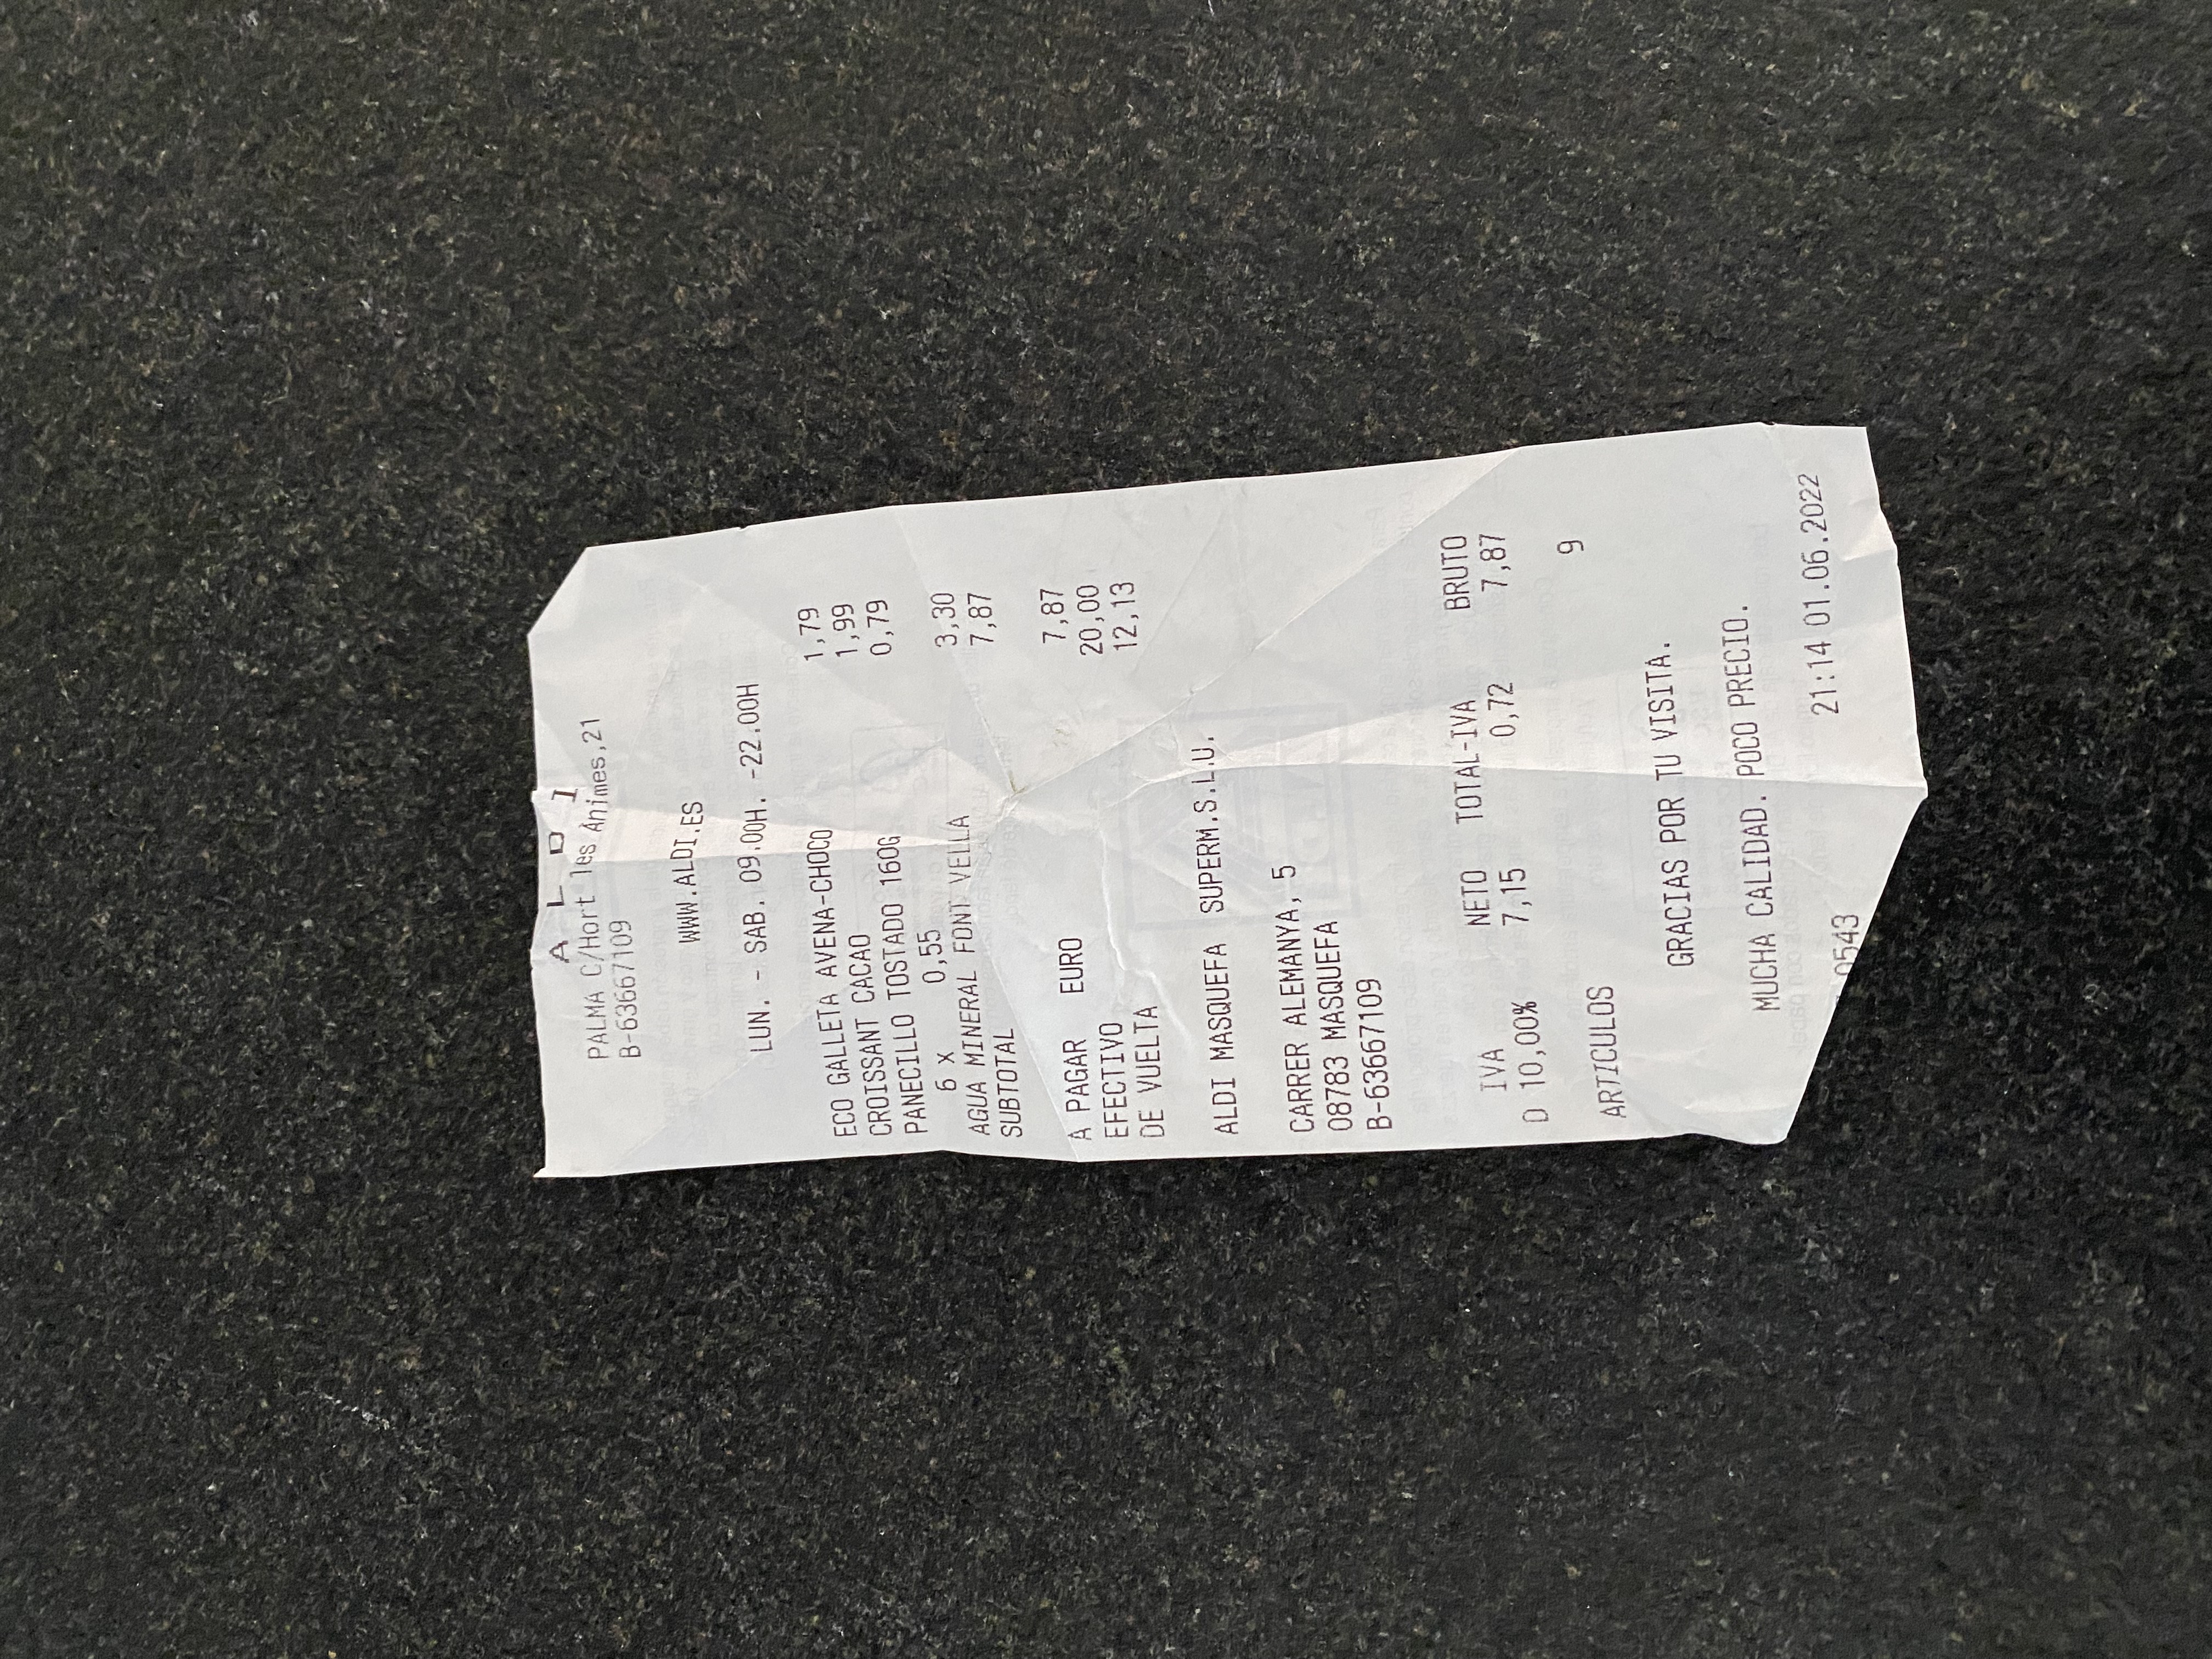 ALDI
PALMA C/Hort les Animes,21
B-63667109
WWW.ALDI.ES
LUN. - SAB. 09.00H. -22.00H
ECO GALLETA AVENA-CHOCO 1,79
CROISSANT CACAO 1,99
PANECILLO TOSTADO 160G 0,79
6 x 0,55
AGUA MINERAL FONT VELLA 3,30
SUBTOTAL 7,87
A PAGAR EURO 7,87
EFECTIVO 20,00
DE VUELTA 12,13
ALDI MASQUEFA SUPERM.S.L.U.
CARRER ALEMANYA, 5
08783 MASQUEFA
B-63667109
IVA NETO TOTAL-IVA BRUTO
D 10,00% 7,15 0,72 7,87
ARTICULOS 9
GRACIAS POR TU VISITA.
MUCHA CALIDAD. POCO PRECIO.
0543 21:14 01.06.2022